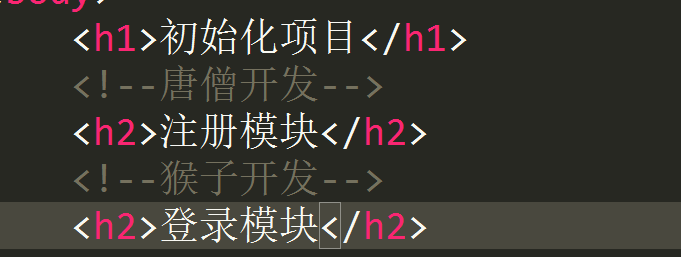 <body>
<h1>初始化项目</h1>
<!--唐僧开发-->
<h2>注册模块</h2>
<!--猴子开发-->
<h2>登录模块</h2>